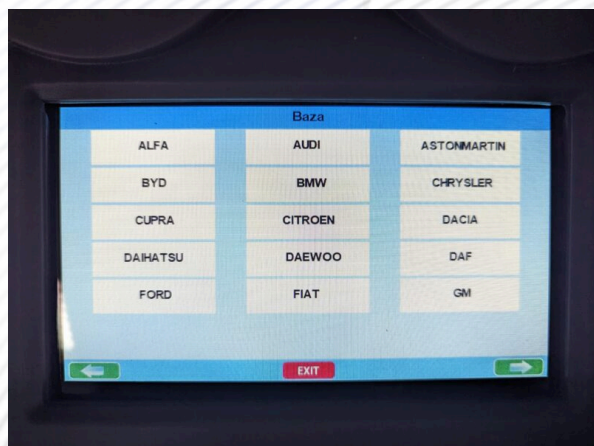 Baza
ALFA AUDI ASTONMARTIN
BYD BMW CHRYSLER
CUPRA CITROEN DACIA
DAIHATSU DAEWOO DAF
FORD FIAT GM
EXIT